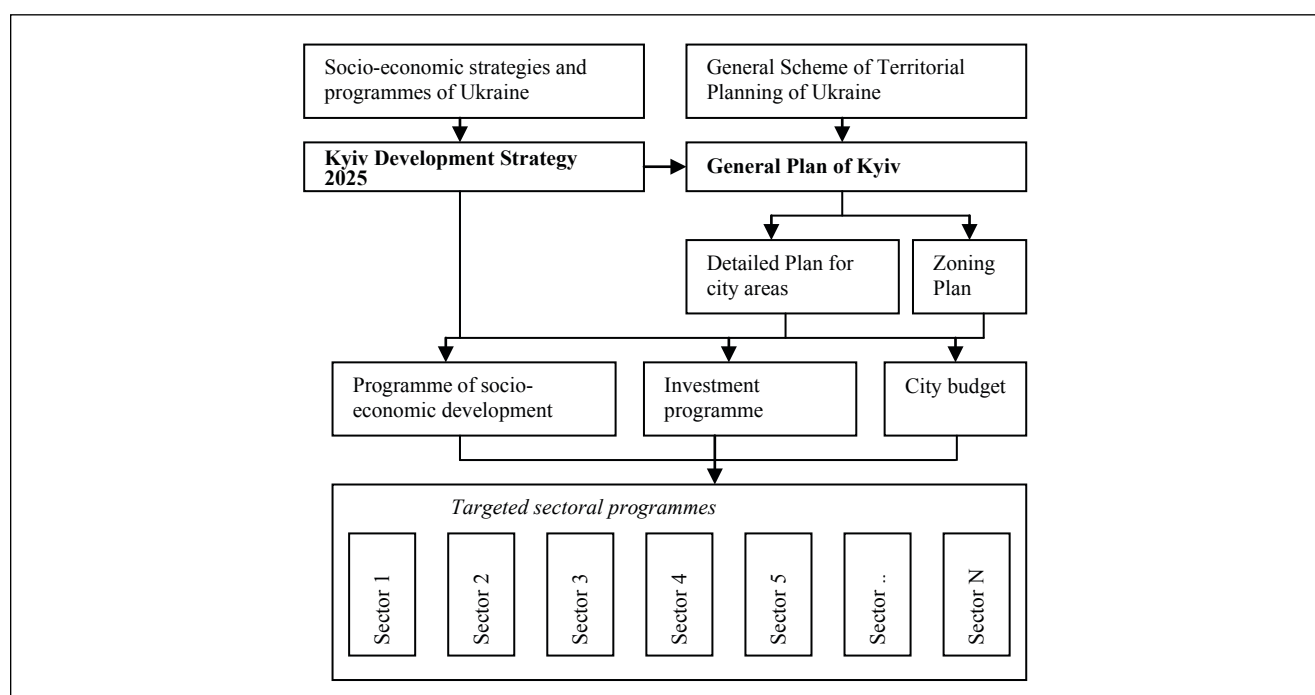 Socio-economic strategies and
programmes of Ukraine
General Scheme of Territorial
Planning of Ukraine
Kyiv Development Strategy
2025
General Plan of Kyiv
Detailed Plan for
city areas
Zoning
Plan
Programme of socio-
economic development
Investment
programme
City budget
Targeted sectoral programmes
Sector 1
Sector 2
Sector 3
Sector 4
Sector 5
Sector ..
Sector N